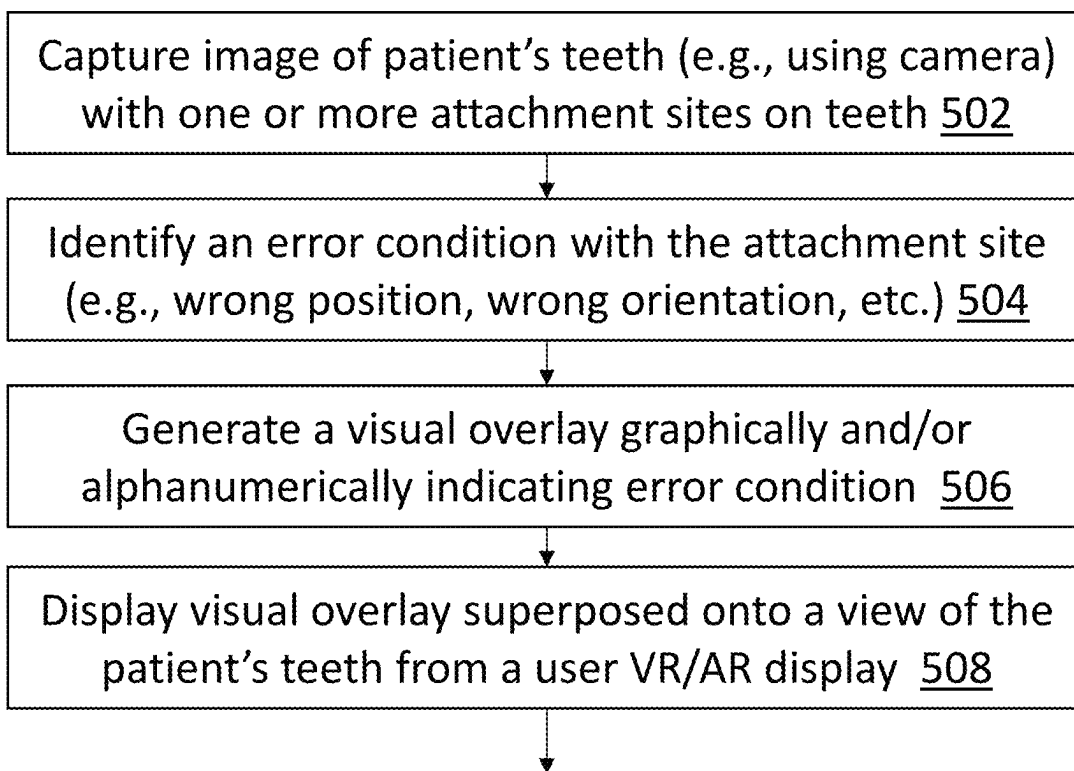 Capture image of patient’s teeth (e.g., using camera)
with one or more attachment sites on teeth 502
Identify an error condition with the attachment site
(e.g., wrong position, wrong orientation, etc.) 504
Generate a visual overlay graphically and/or
alphanumerically indicating error condition 506
Display visual overlay superposed onto a view of the
patient’s teeth from a user VR/AR display 508